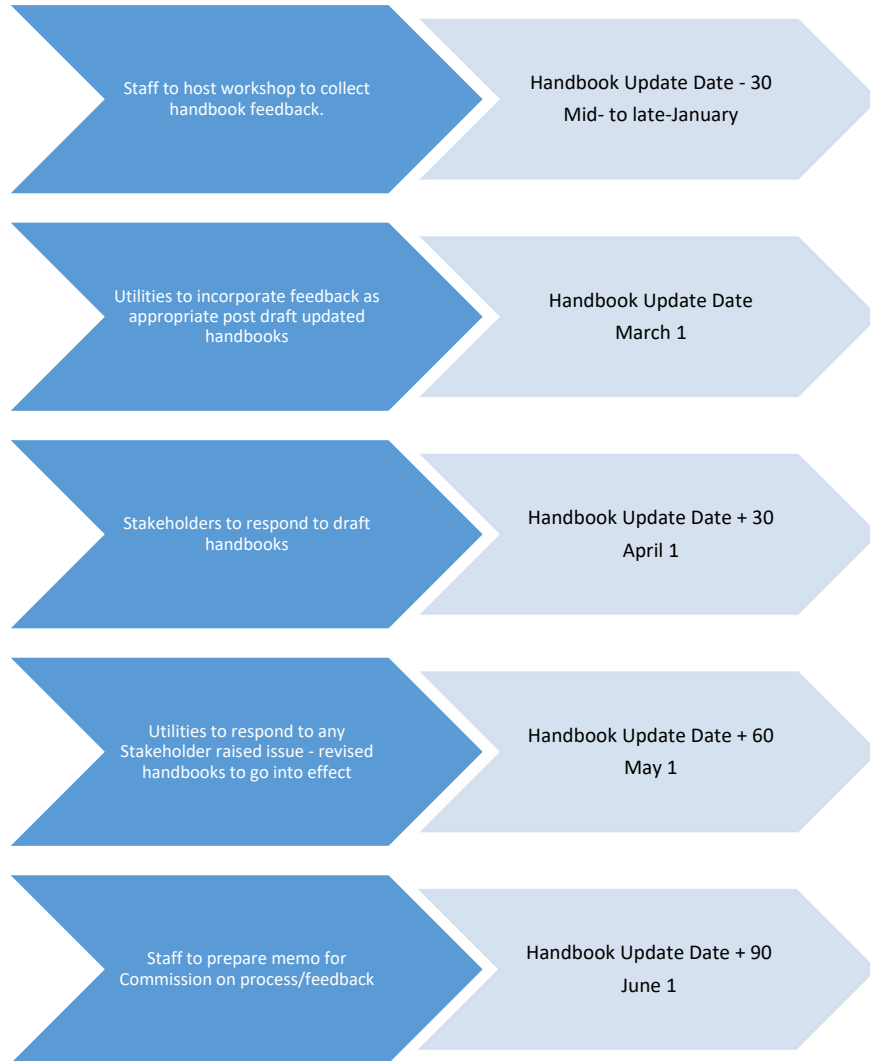 Staff to host workshop to collect
handbook feedback.
Handbook Update Date - 30
Mid- to late-January
Utilities to incorporate feedback as
appropriate post draft updated
handbooks
Handbook Update Date
March 1
Stakeholders to respond to draft
handbooks
Handbook Update Date + 30
April 1
Utilities to respond to any
Stakeholder raised issue - revised
handbooks to go into effect
Handbook Update Date + 60
May 1
Staff to prepare memo for
Commission on process/feedback
Handbook Update Date + 90
June 1